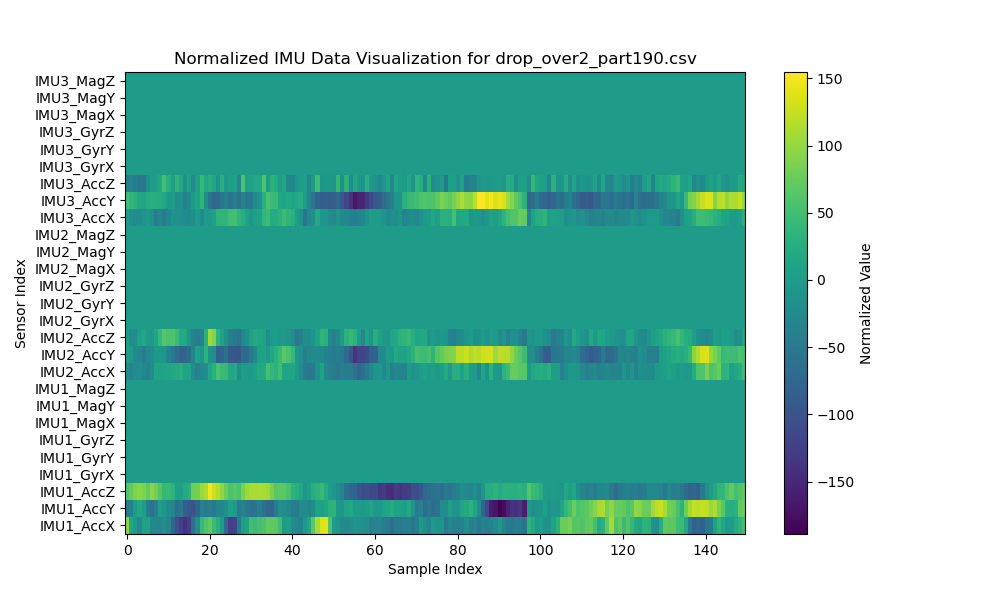 Normalized IMU Data Visualization for drop_over2_part190.csv
IMU3_MagZ
IMU3_MagY
IMU3_MagX
IMU3_GyrZ
IMU3_GyrY
IMU3_GyrX
IMU3_AccZ
IMU3_AccY
IMU3_AccX
IMU2_MagZ
IMU2_MagY
IMU2_MagX
IMU2_GyrZ
IMU2_GyrY
IMU2_GyrX
IMU2_AccZ
IMU2_AccY
IMU2_AccX
IMU1_MagZ
IMU1_MagY
IMU1_MagX
IMU1_GyrZ
IMU1_GyrY
IMU1_GyrX
IMU1_AccZ
IMU1_AccY
IMU1_AccX
Sensor Index
0 20 40 60 80 100 120 140
Sample Index
150
100
50
0
−50
−100
−150
Normalized Value